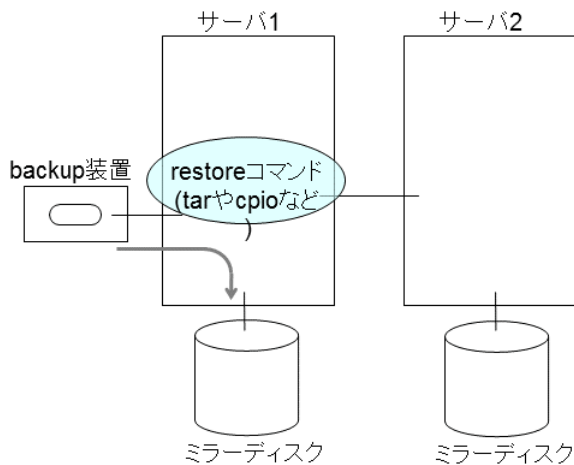 サーバ1
サーバ2
backup装置
restoreコマンド
(tarやcpioなど
)
ミラーディスク
ミラーディスク